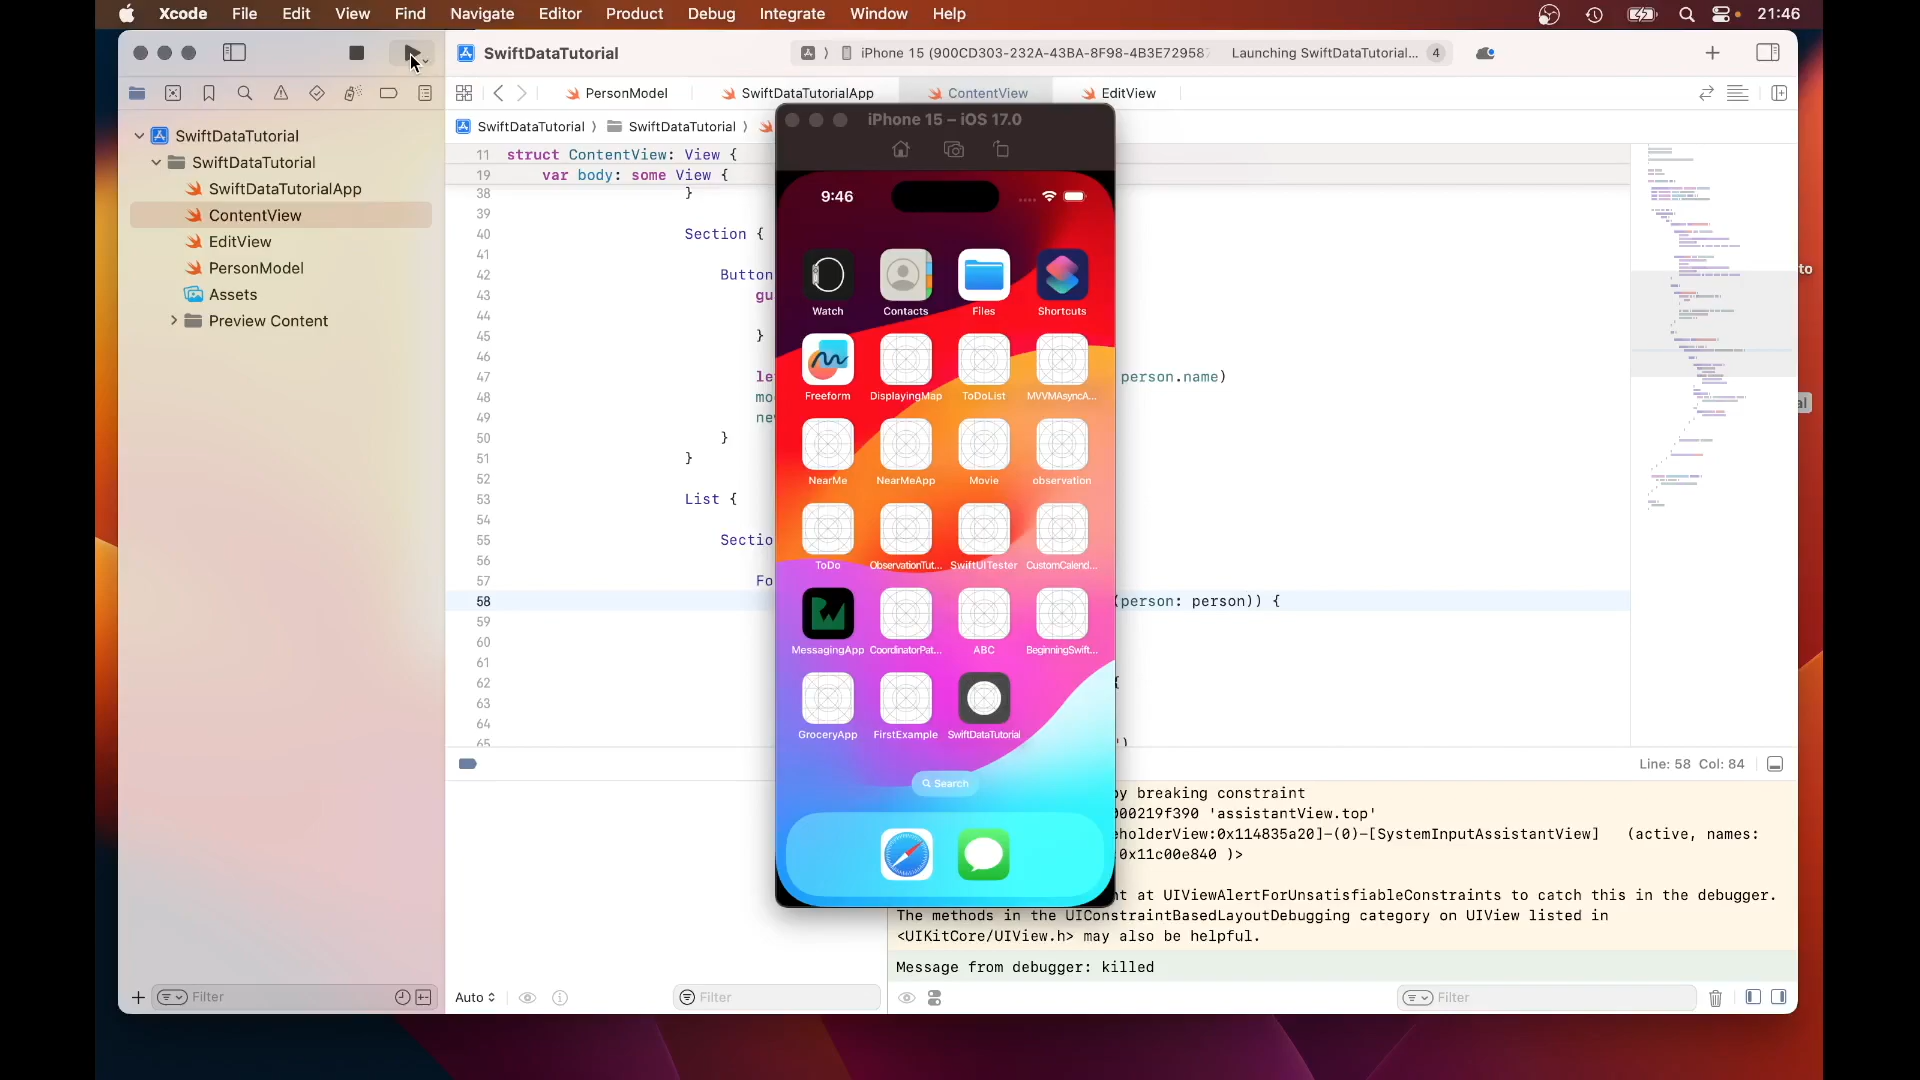 Xcode File Edit View Find Navigate Editor Product Debug Integrate Window Help 21:46
SwiftDataTutorial iPhone 15 (900CD303-232A-43BA-8F98-4B3E729587 Launching SwiftDataTutorial... 4
PersonModel SwiftDataTutorialApp ContentView EditView
SwiftDataTutorial SwiftDataTutorial
SwiftDataTutorial
SwiftDataTutorial
SwiftDataTutorialApp
ContentView
EditView
PersonModel
Assets
Preview Content
11 struct ContentView: View {
19 var body: some View {
38 }
39
40 Section {
41
42 Button
43 gu
44
45 }
46
47 le person.name)
48 mo
49 ne
50 }
51 }
52
53 List {
54
55 Sectio
56
57 Fo
58 (person: person)) {
59
60
61
62 {
63
64
65 )
iPhone 15 – iOS 17.0
9:46
Watch Contacts Files Shortcuts
Freeform DisplayingMap ToDoList MVVMAsyncA...
NearMe NearMeApp Movie observation
ToDo ObservationTut... SwiftUITester CustomCalend...
MessagingApp CoordinatorPat... ABC BeginningSwift...
GroceryApp FirstExample SwiftDataTutorial
Search
to
al
Line: 58 Col: 84
by breaking constraint
000219f390 'assistantView.top'
eholderView:0x114835a20]-(0)-[SystemInputAssistantView] (active, names:
:0x11c00e840 )>
nt at UIViewAlertForUnsatisfiableConstraints to catch this in the debugger.
The methods in the UIConstraintBasedLayoutDebugging category on UIView listed in
<UIKitCore/UIView.h> may also be helpful.
Message from debugger: killed
Filter Auto Filter Filter